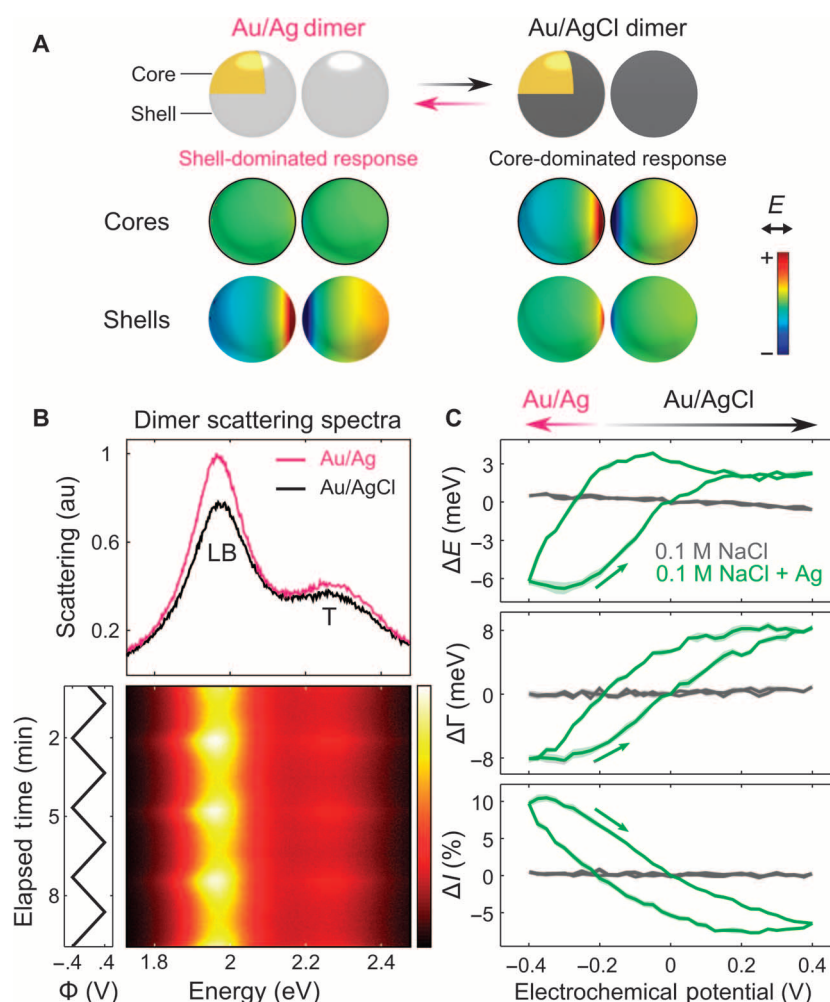 A
Au/Ag dimer
Au/AgCl dimer
Core
Shell
Shell-dominated response
Core-dominated response
Cores
Shells
E
+
−
B
Dimer scattering spectra
Scattering (au)
1
0.6
0.2
Au/Ag
Au/AgCl
LB
T
Elapsed time (min)
2
5
8
-.4 .4
Φ (V)
1.8 2 2.2 2.4
Energy (eV)
C
Au/Ag
Au/AgCl
ΔE (meV)
3
0
−3
−6
0.1 M NaCl
0.1 M NaCl + Ag
ΔΓ (meV)
8
0
−8
ΔI (%)
10
5
0
−5
−0.4 −0.2 0 0.2 0.4
Electrochemical potential (V)